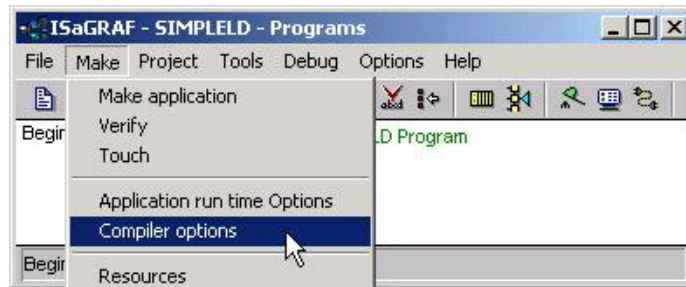 ISaGRAF - SIMPLELD - Programs
File Make Project Tools Debug Options Help
Make application
Begin
Verify
LD Program
Touch
Application run time Options
Compiler options
Begin
Resources